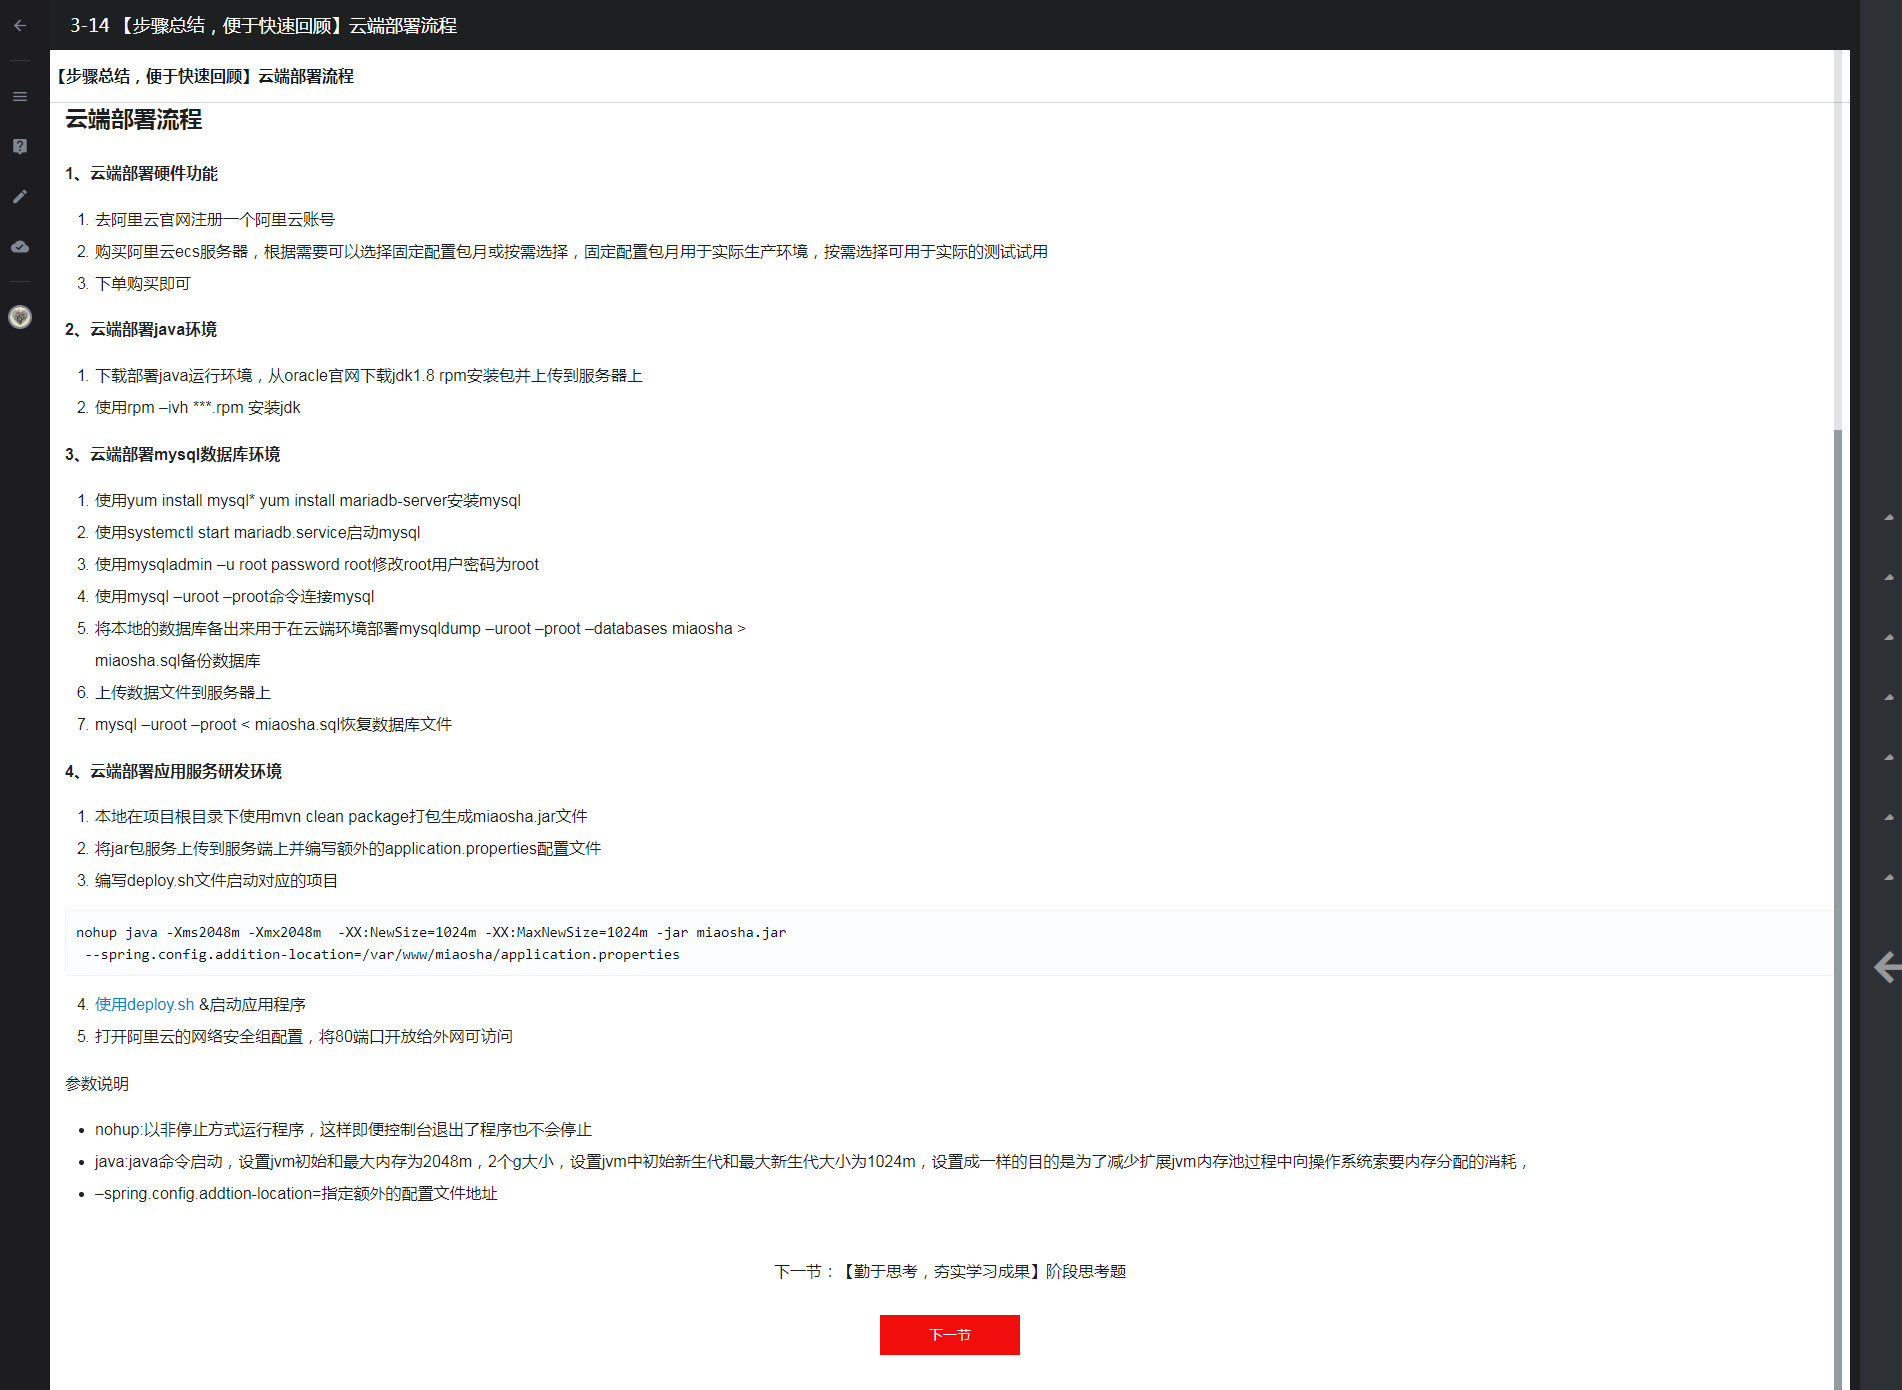 3-14 【步骤总结，便于快速回顾】云端部署流程
【步骤总结，便于快速回顾】云端部署流程
云端部署流程
1、云端部署硬件功能
1. 去阿里云官网注册一个阿里云账号
2. 购买阿里云ecs服务器，根据需要可以选择固定配置包月或按需选择，固定配置包月用于实际生产环境，按需选择可用于实际的测试试用
3. 下单购买即可
2、云端部署java环境
1. 下载部署java运行环境，从oracle官网下载jdk1.8 rpm安装包并上传到服务器上
2. 使用rpm –ivh ***.rpm 安装jdk
3、云端部署mysql数据库环境
1. 使用yum install mysql* yum install mariadb-server安装mysql
2. 使用systemctl start mariadb.service启动mysql
3. 使用mysqladmin –u root password root修改root用户密码为root
4. 使用mysql –uroot –proot命令连接mysql
5. 将本地的数据库备出来用于在云端环境部署mysqldump –uroot –proot –databases miaosha >
miaosha.sql备份数据库
6. 上传数据文件到服务器上
7. mysql –uroot –proot < miaosha.sql恢复数据库文件
4、云端部署应用服务研发环境
1. 本地在项目根目录下使用mvn clean package打包生成miaosha.jar文件
2. 将jar包服务上传到服务端上并编写额外的application.properties配置文件
3. 编写deploy.sh文件启动对应的项目
nohup java -Xms2048m -Xmx2048m  -XX:NewSize=1024m -XX:MaxNewSize=1024m -jar miaosha.jar
--spring.config.addition-location=/var/www/miaosha/application.properties
4. 使用deploy.sh &启动应用程序
5. 打开阿里云的网络安全组配置，将80端口开放给外网可访问
参数说明
• nohup:以非停止方式运行程序，这样即便控制台退出了程序也不会停止
• java:java命令启动，设置jvm初始和最大内存为2048m，2个g大小，设置jvm中初始新生代和最大新生代大小为1024m，设置成一样的目的是为了减少扩展jvm内存池过程中向操作系统索要内存分配的消耗，
• –spring.config.addtion-location=指定额外的配置文件地址
下一节：【勤于思考，夯实学习成果】阶段思考题
下一节